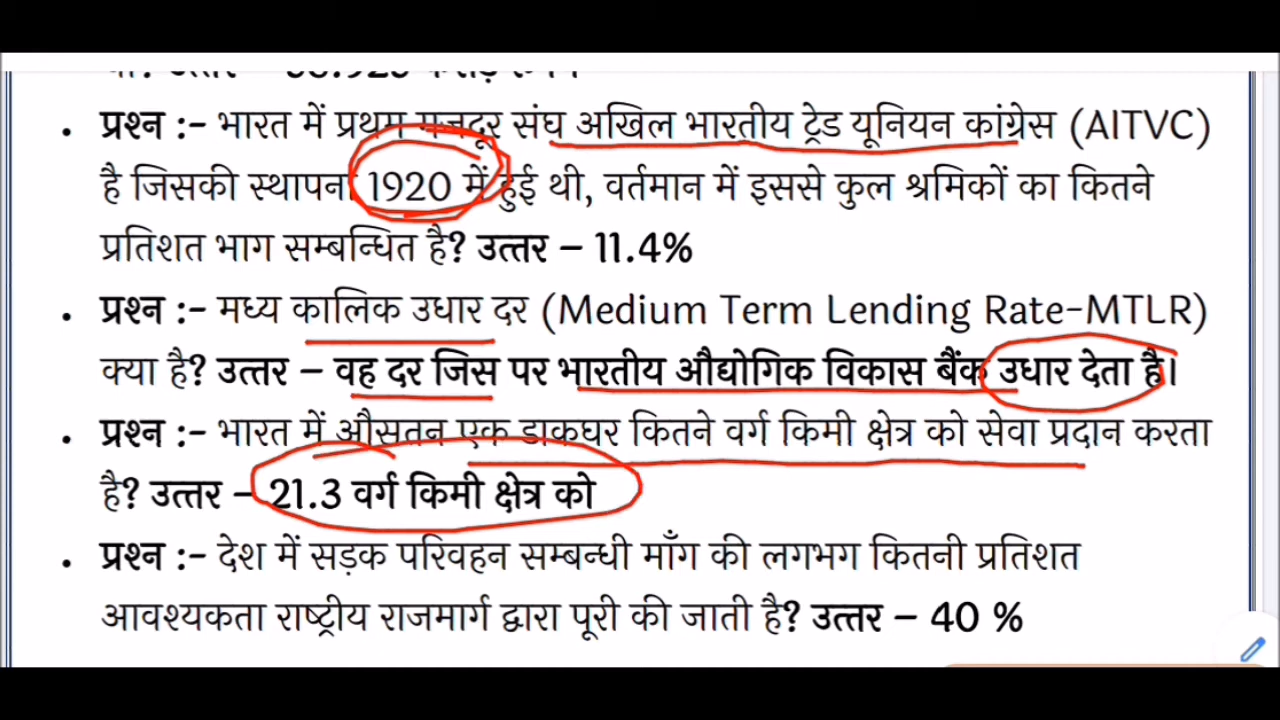 • प्रश्न :- भारत में प्रथम मजदूर संघ अखिल भारतीय ट्रेड यूनियन कांग्रेस (AITVC)
है जिसकी स्थापना 1920 में हुई थी, वर्तमान में इससे कुल श्रमिकों का कितने
प्रतिशत भाग सम्बन्धित है? उत्तर – 11.4%
• प्रश्न :- मध्य कालिक उधार दर (Medium Term Lending Rate-MTLR)
क्या है? उत्तर – वह दर जिस पर भारतीय औद्योगिक विकास बैंक उधार देता है।
• प्रश्न :- भारत में औसतन एक डाकघर कितने वर्ग किमी क्षेत्र को सेवा प्रदान करता
है? उत्तर – 21.3 वर्ग किमी क्षेत्र को
• प्रश्न :- देश में सड़क परिवहन सम्बन्धी माँग की लगभग कितनी प्रतिशत
आवश्यकता राष्ट्रीय राजमार्ग द्वारा पूरी की जाती है? उत्तर – 40 %